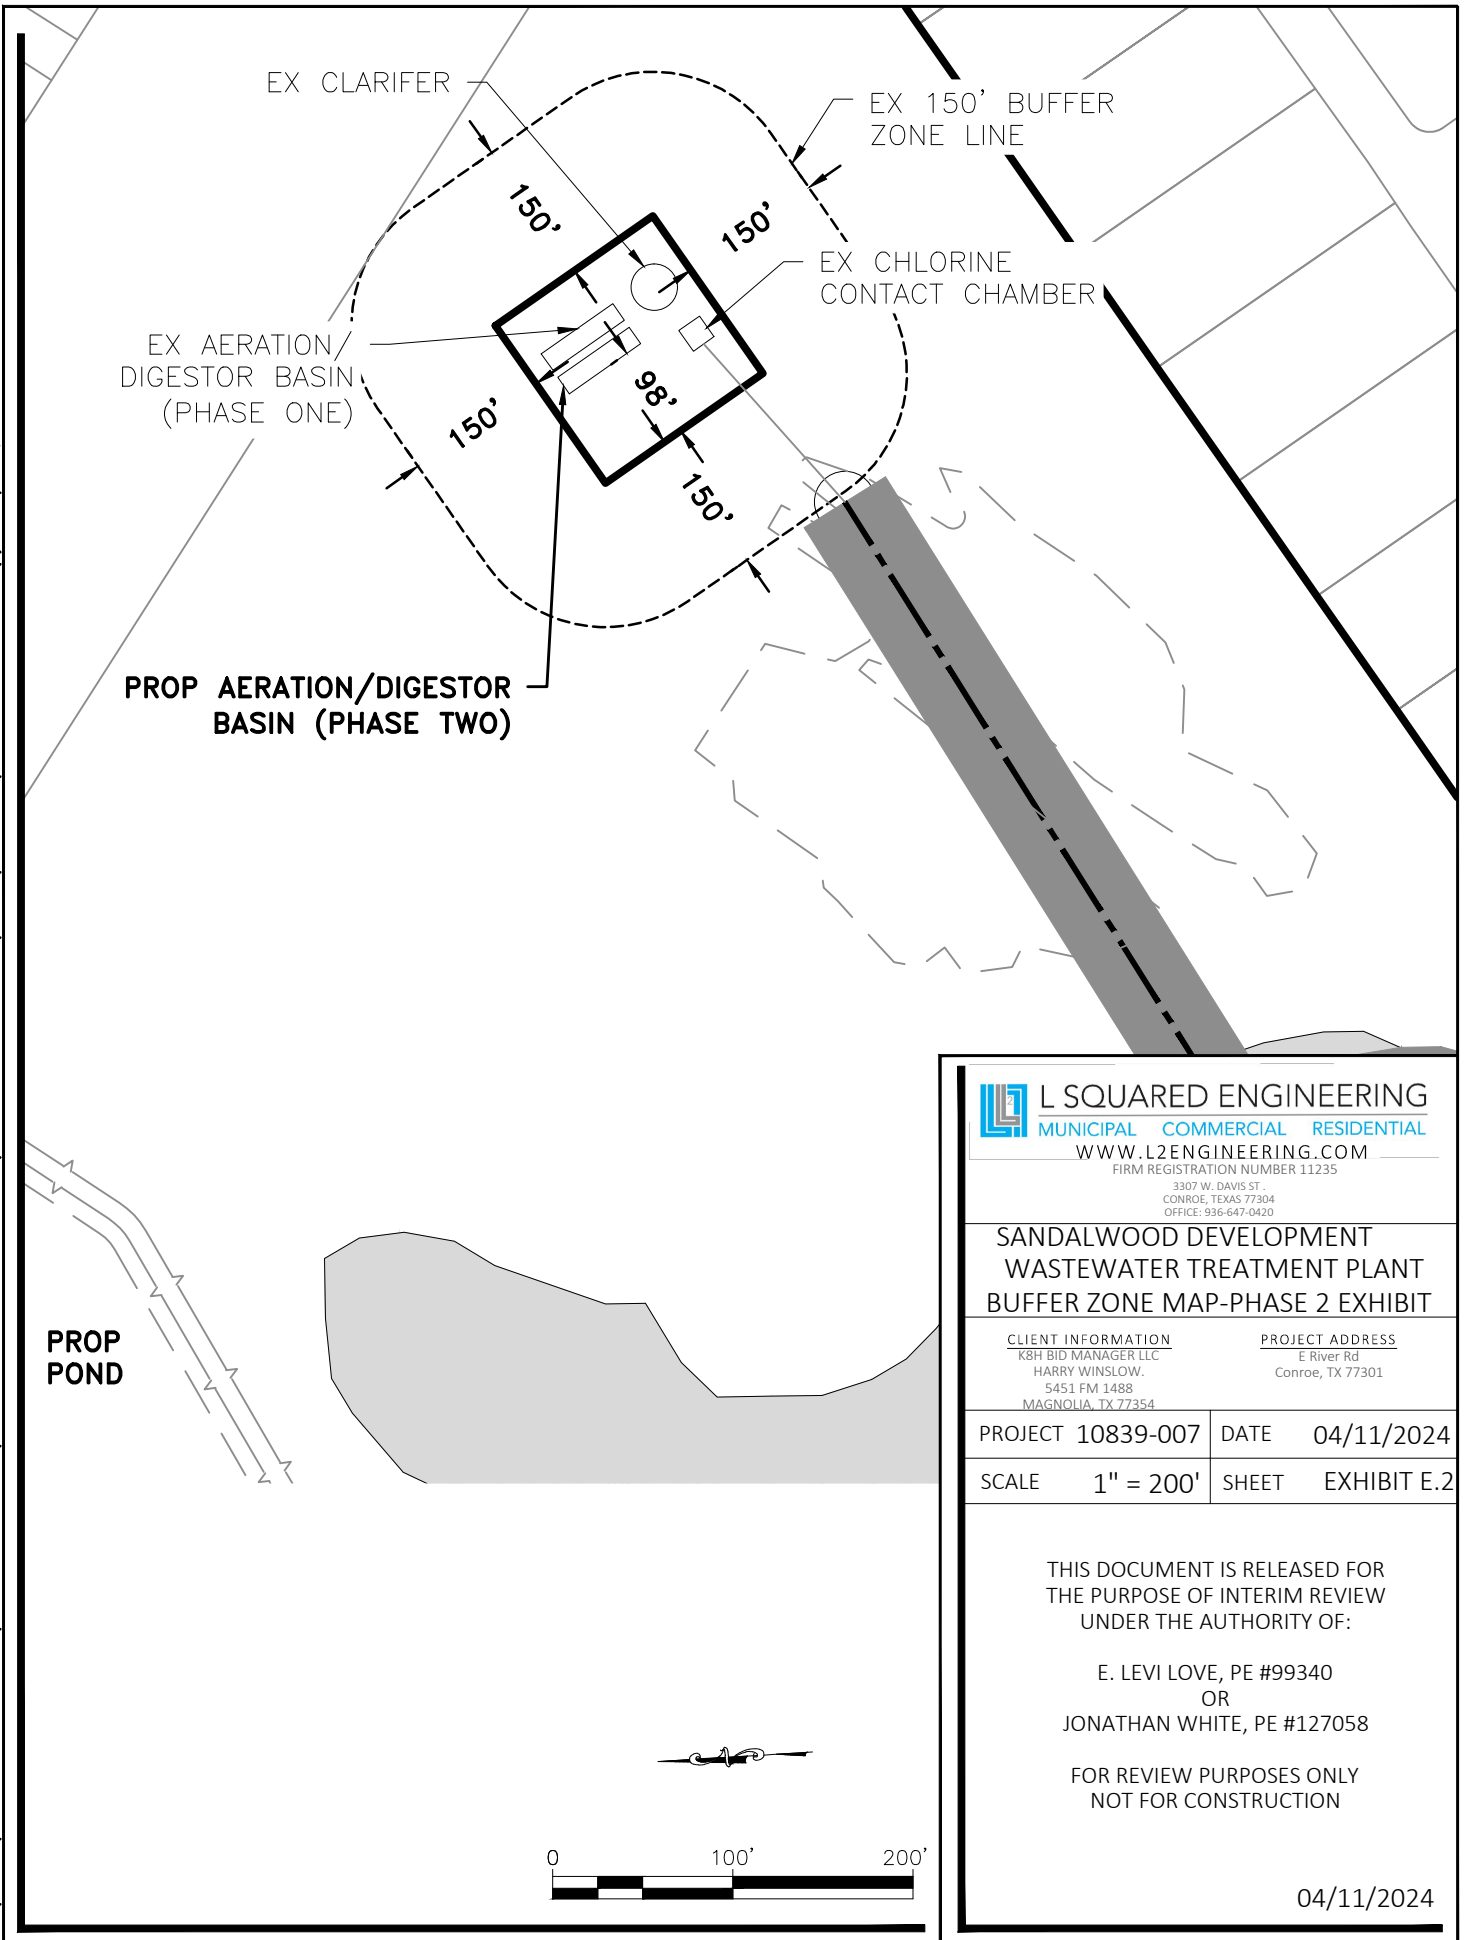 EX CLARIFER
EX 150' BUFFER
ZONE LINE
150'
150'
EX CHLORINE
CONTACT CHAMBER
EX AERATION/
DIGESTOR BASIN
(PHASE ONE)
98'
150'
150'
PROP AERATION/DIGESTOR
BASIN (PHASE TWO)
PROP
POND
0 100' 200'
L SQUARED ENGINEERING
MUNICIPAL COMMERCIAL RESIDENTIAL
WWW.L2ENGINEERING.COM
FIRM REGISTRATION NUMBER 11235
3307 W. DAVIS ST .
CONROE, TEXAS 77304
OFFICE: 936-647-0420
SANDALWOOD DEVELOPMENT
WASTEWATER TREATMENT PLANT
BUFFER ZONE MAP-PHASE 2 EXHIBIT
CLIENT INFORMATION
K8H BID MANAGER LLC
HARRY WINSLOW.
5451 FM 1488
MAGNOLIA, TX 77354
PROJECT ADDRESS
E River Rd
Conroe, TX 77301
PROJECT 10839-007 DATE 04/11/2024
SCALE 1" = 200' SHEET EXHIBIT E.2
THIS DOCUMENT IS RELEASED FOR
THE PURPOSE OF INTERIM REVIEW
UNDER THE AUTHORITY OF:
E. LEVI LOVE, PE #99340
OR
JONATHAN WHITE, PE #127058
FOR REVIEW PURPOSES ONLY
NOT FOR CONSTRUCTION
04/11/2024